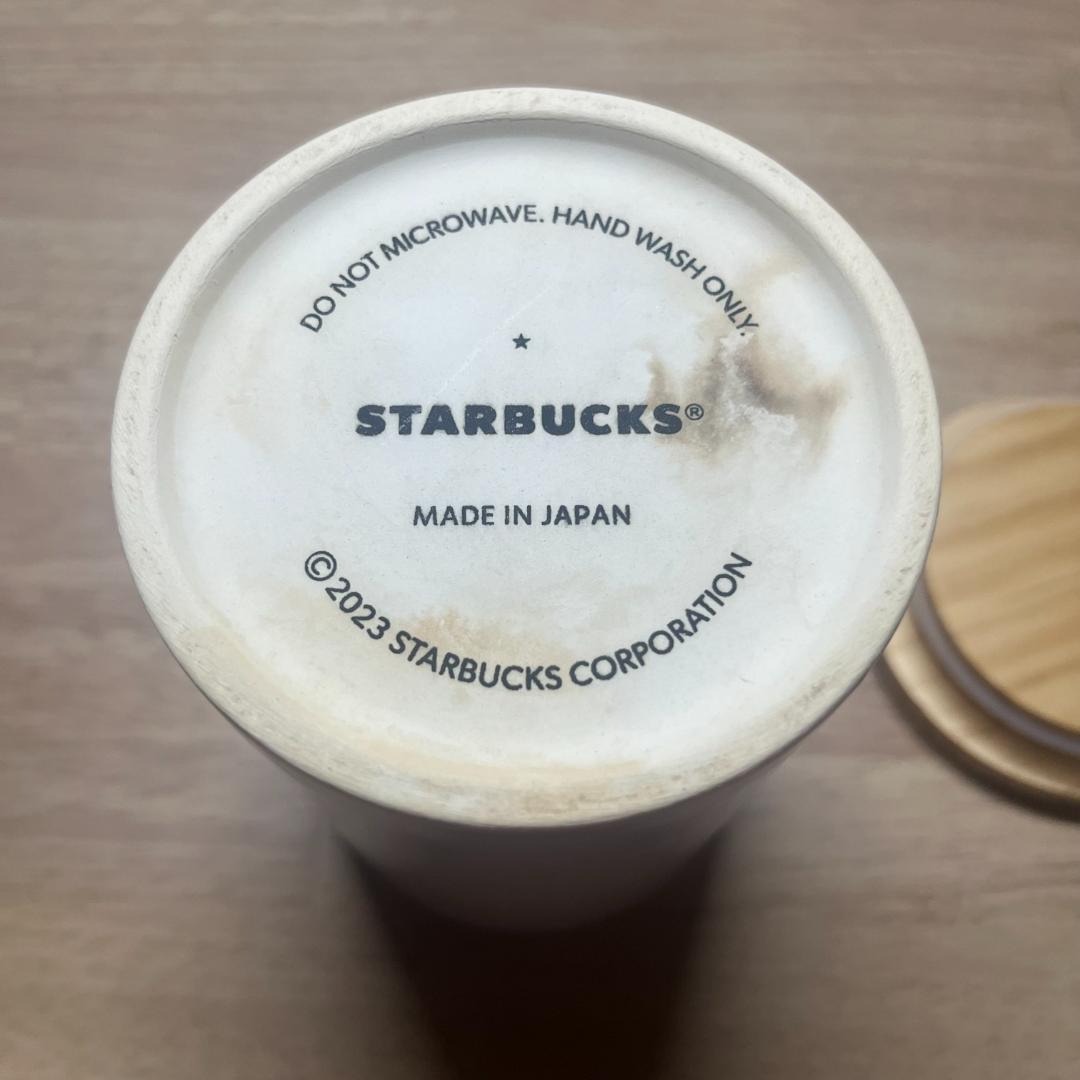 DO NOT MICROWAVE. HAND WASH ONLY.
STARBUCKS®
MADE IN JAPAN
©2023 STARBUCKS CORPORATION